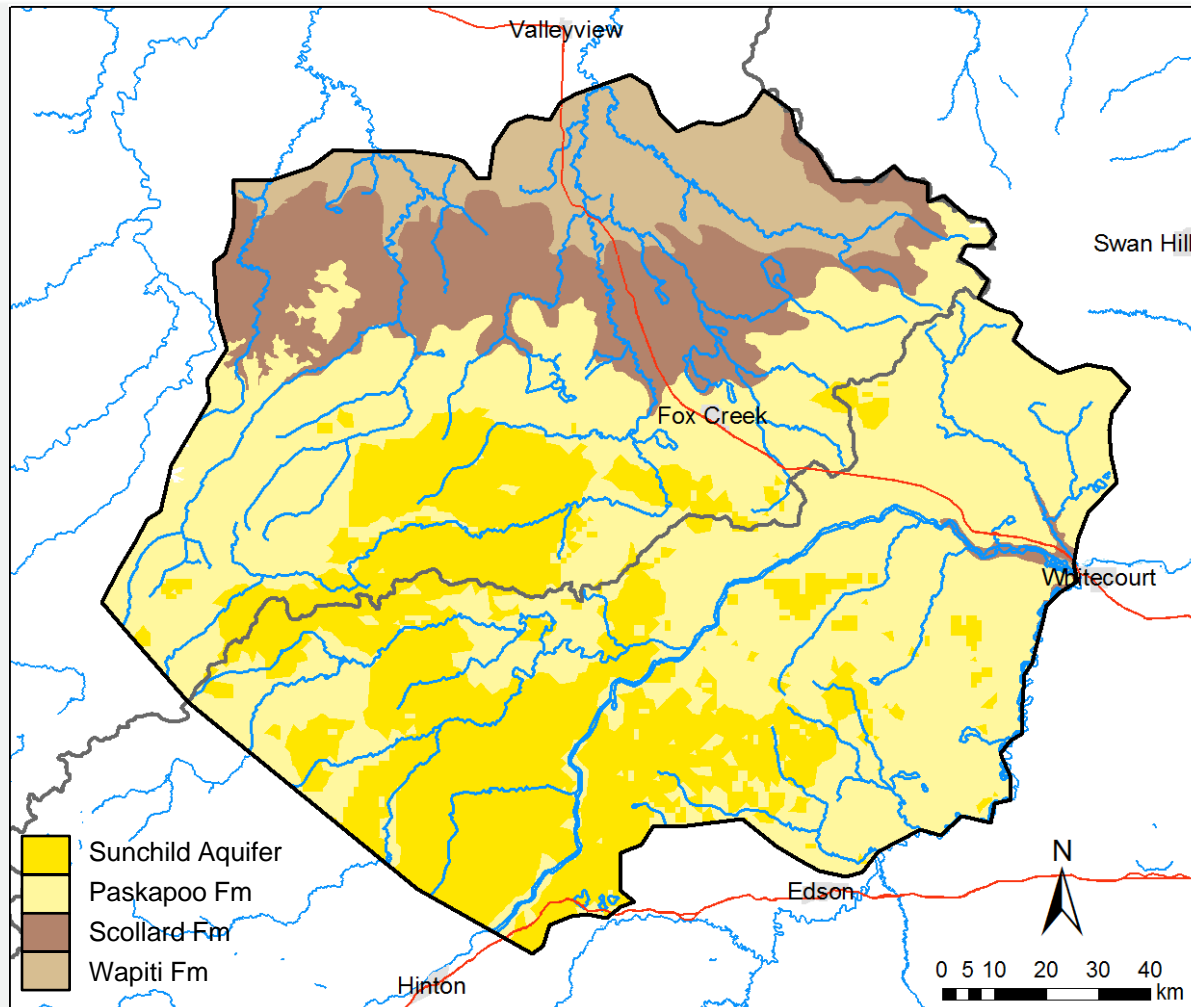 Valleyview
Swan Hill
Fox Creek
Whitecourt
Sunchild Aquifer
Paskapoo Fm
Scollard Fm
Wapiti Fm
Edson
Hinton
N
0 5 10 20 30 40
km